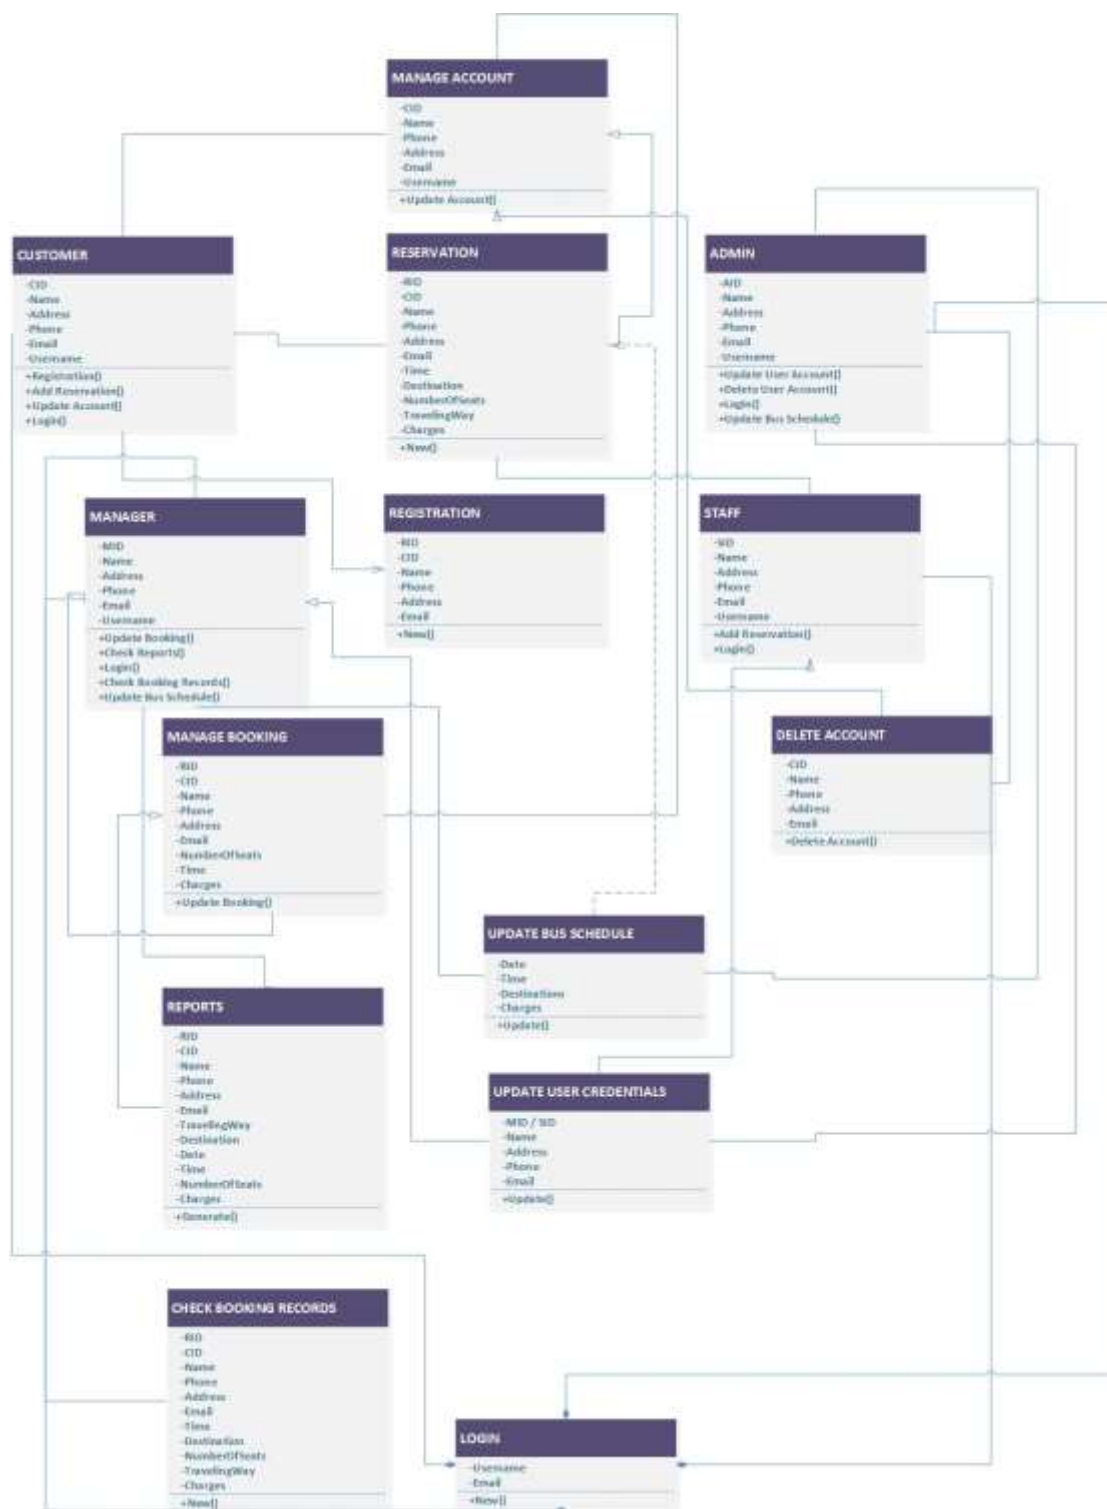 MANAGE ACCOUNT
-CID
-Name
-Phone
-Address
-Email
-Username
+Update Account()
CUSTOMER
-CID
-Name
-Address
-Phone
-Email
-Username
+Registration()
+Add Reservation()
+Update Account()
+Login()
RESERVATION
-RID
-CID
-Name
-Phone
-Address
-Email
-Time
-Destination
-NumberOfSeats
-TravelingWay
-Charges
+New()
ADMIN
-AID
-Name
-Address
-Phone
-Email
-Username
+Update User Account()
+Delete User Account()
+Login()
+Update Bus Schedule()
MANAGER
-MID
-Name
-Address
-Phone
-Email
-Username
+Update Booking()
+Check Reports()
+Login()
+Check Booking Records()
+Update Bus Schedule()
REGISTRATION
-RID
-CID
-Name
-Phone
-Address
-Email
+New()
STAFF
-SID
-Name
-Address
-Phone
-Email
-Username
+Add Reservation()
+Login()
MANAGE BOOKING
-RID
-CID
-Name
-Phone
-Address
-Email
-NumberOfSeats
-Time
-Charges
+Update Booking()
DELETE ACCOUNT
-CID
-Name
-Phone
-Address
-Email
+Delete Account()
UPDATE BUS SCHEDULE
-Date
-Time
-Destinations
-Charges
+Update()
REPORTS
-RID
-CID
-Name
-Phone
-Address
-Email
-TravelingWay
-Destination
-Date
-Time
-NumberOfSeats
-Charges
+Generate()
UPDATE USER CREDENTIALS
-MID / SID
-Name
-Address
-Phone
-Email
+Update()
CHECK BOOKING RECORDS
-RID
-CID
-Name
-Phone
-Address
-Email
-Time
-Destination
-NumberOfSeats
-TravelingWay
-Charges
+New()
LOGIN
-Username
-Email
+New()